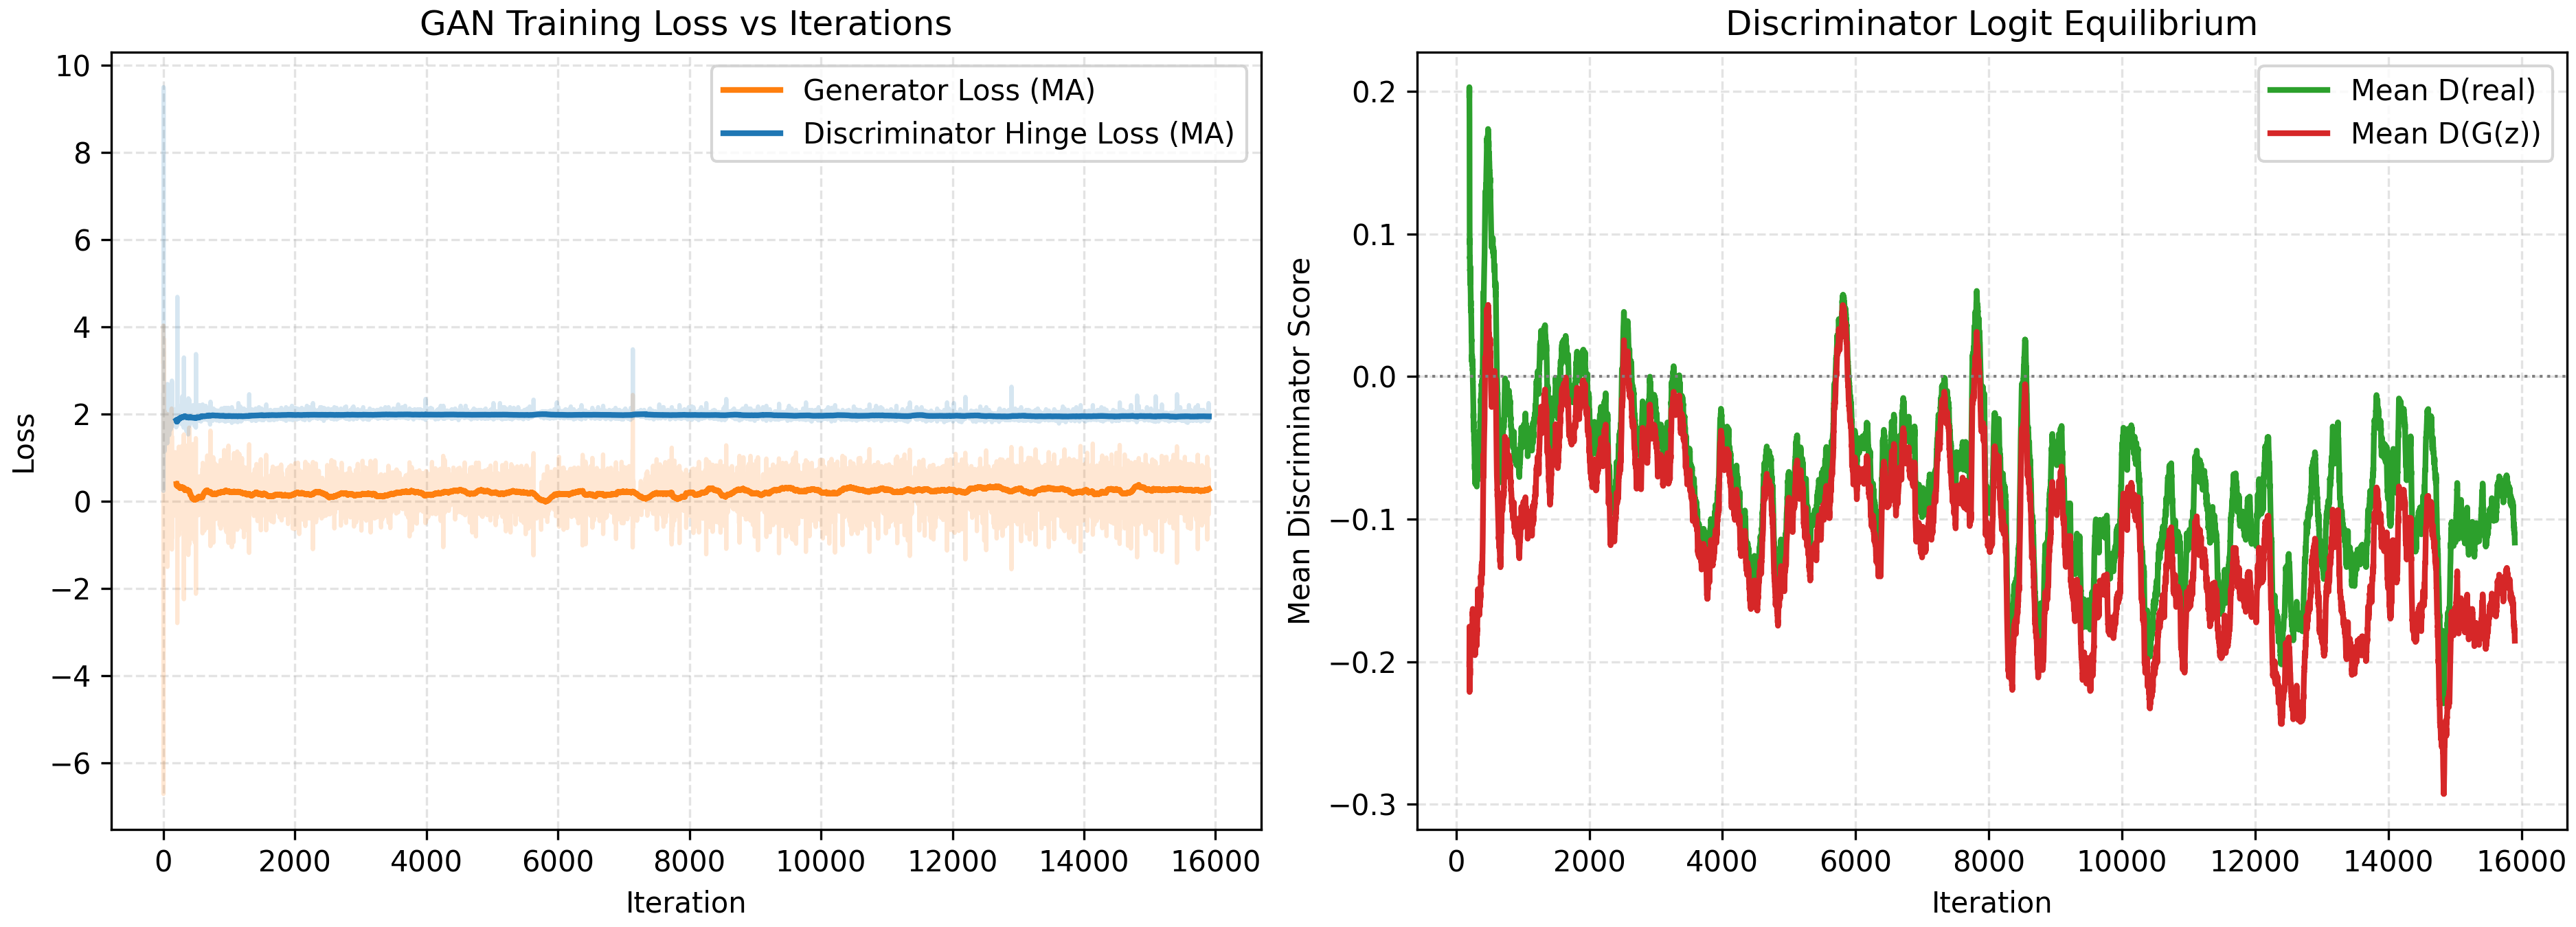 GAN Training Loss vs Iterations
Loss
10
8
6
4
2
0
−2
−4
−6
Generator Loss (MA)
Discriminator Hinge Loss (MA)
0 2000 4000 6000 8000 10000 12000 14000 16000
Iteration
Discriminator Logit Equilibrium
Mean Discriminator Score
0.2
0.1
0.0
−0.1
−0.2
−0.3
Mean D(real)
Mean D(G(z))
0 2000 4000 6000 8000 10000 12000 14000 16000
Iteration